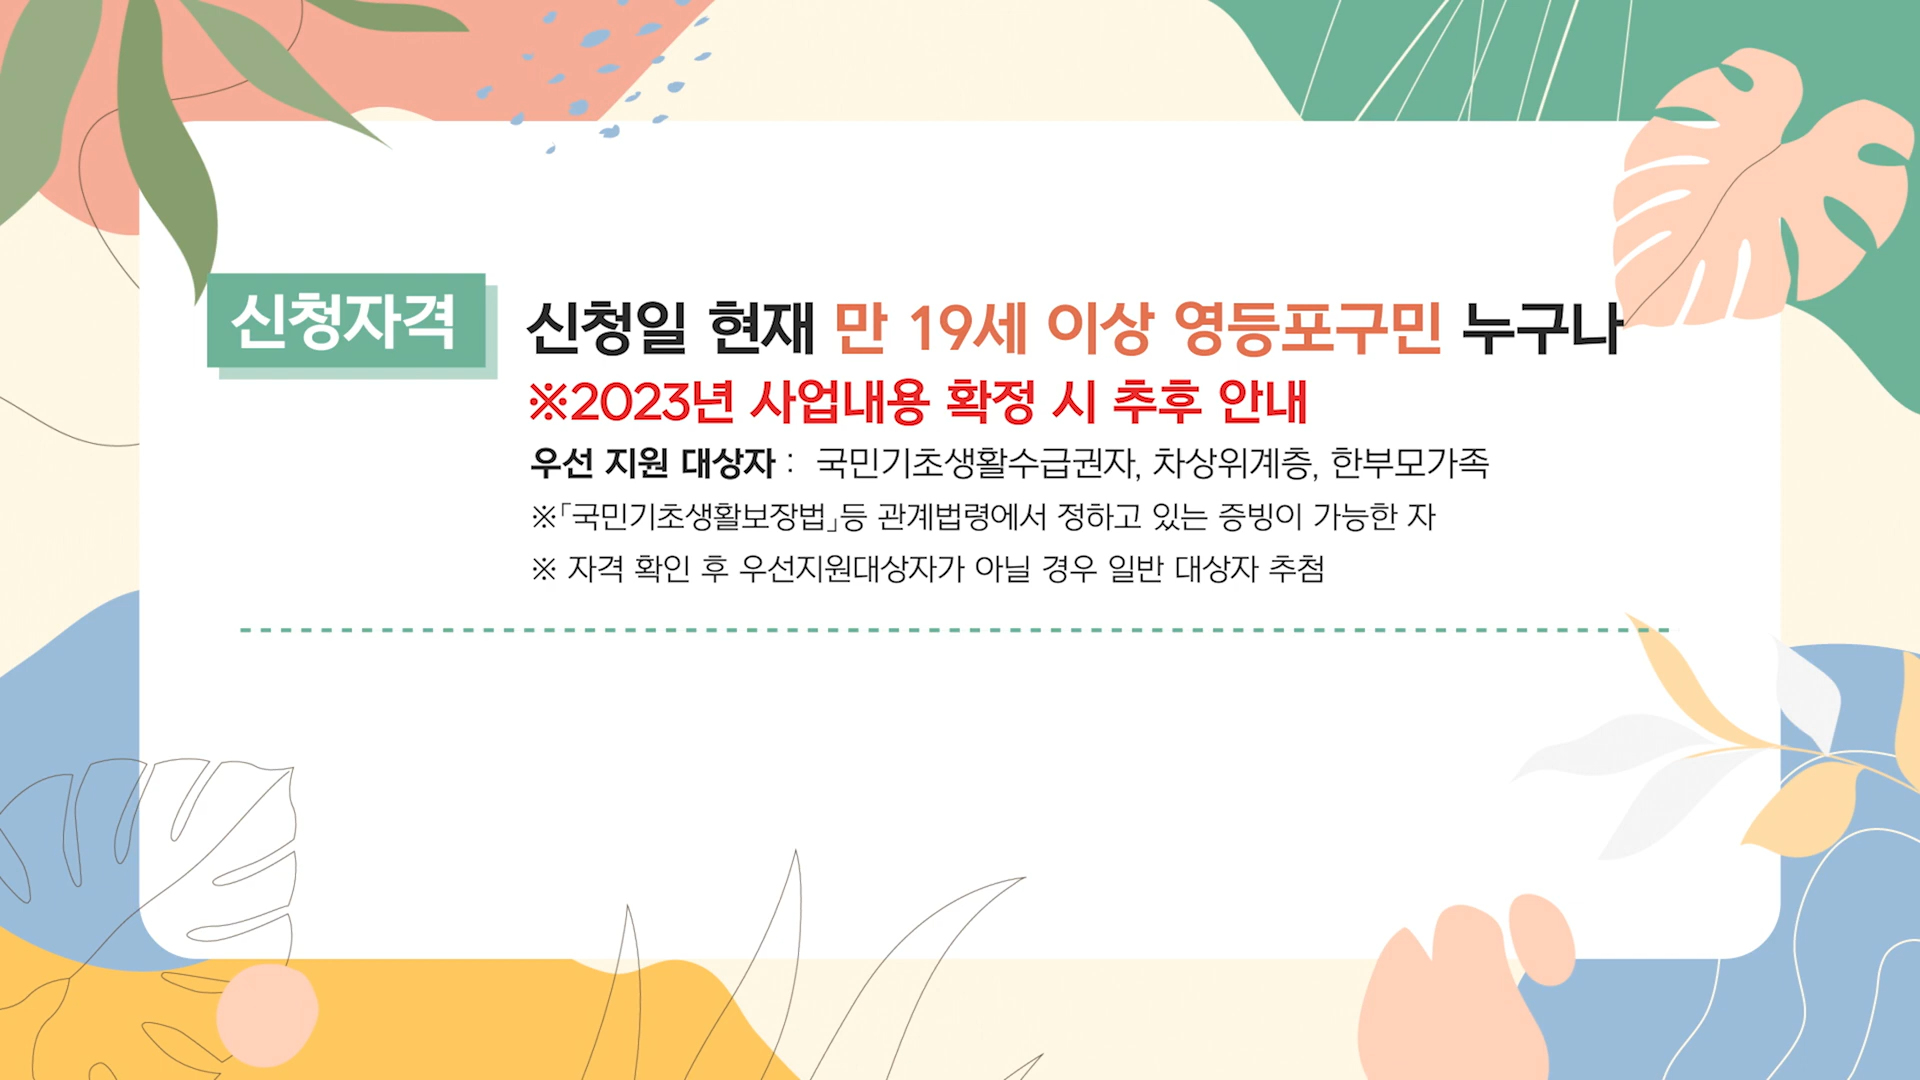 신청자격
신청일 현재 만 19세 이상 영등포구민 누구나
※2023년 사업내용 확정 시 추후 안내
우선 지원 대상자 : 국민기초생활수급권자, 차상위계층, 한부모가족
※「국민기초생활보장법」등 관계법령에서 정하고 있는 증빙이 가능한 자
※ 자격 확인 후 우선지원대상자가 아닐 경우 일반 대상자 추첨